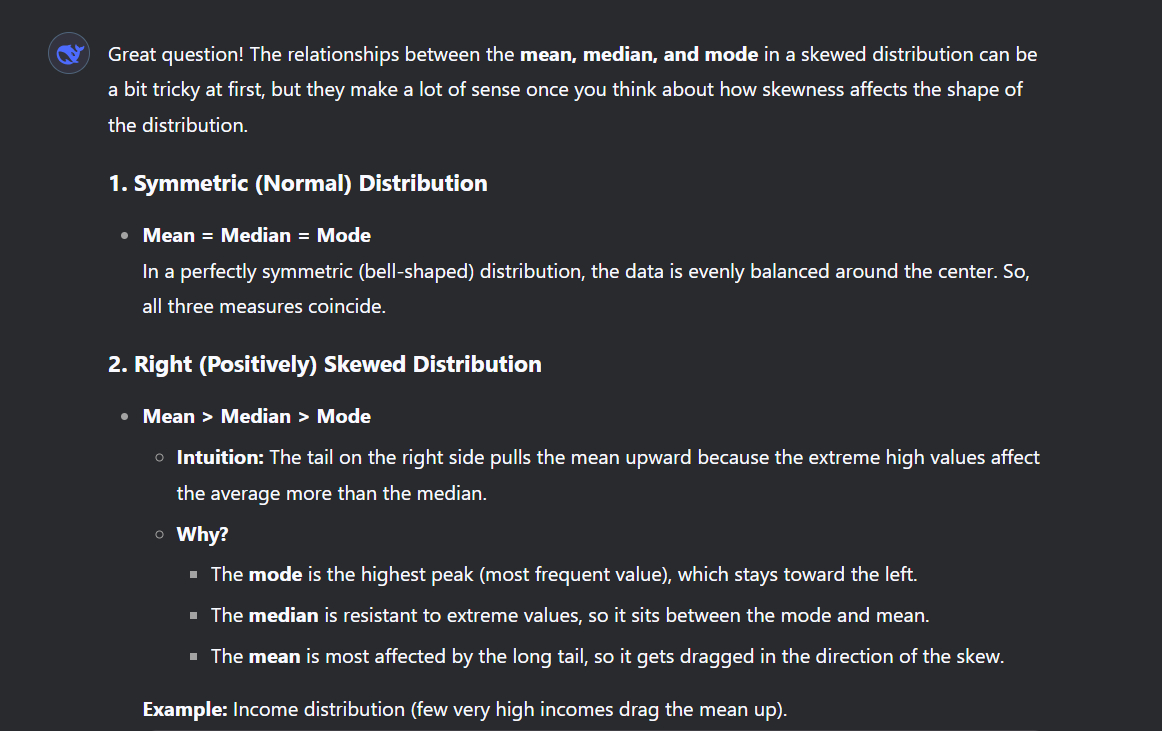 Great question! The relationships between the mean, median, and mode in a skewed distribution can be
a bit tricky at first, but they make a lot of sense once you think about how skewness affects the shape of
the distribution.
1. Symmetric (Normal) Distribution
Mean = Median = Mode
In a perfectly symmetric (bell-shaped) distribution, the data is evenly balanced around the center. So,
all three measures coincide.
2. Right (Positively) Skewed Distribution
Mean > Median > Mode
Intuition: The tail on the right side pulls the mean upward because the extreme high values affect
the average more than the median.
Why?
The mode is the highest peak (most frequent value), which stays toward the left.
The median is resistant to extreme values, so it sits between the mode and mean.
The mean is most affected by the long tail, so it gets dragged in the direction of the skew.
Example: Income distribution (few very high incomes drag the mean up).